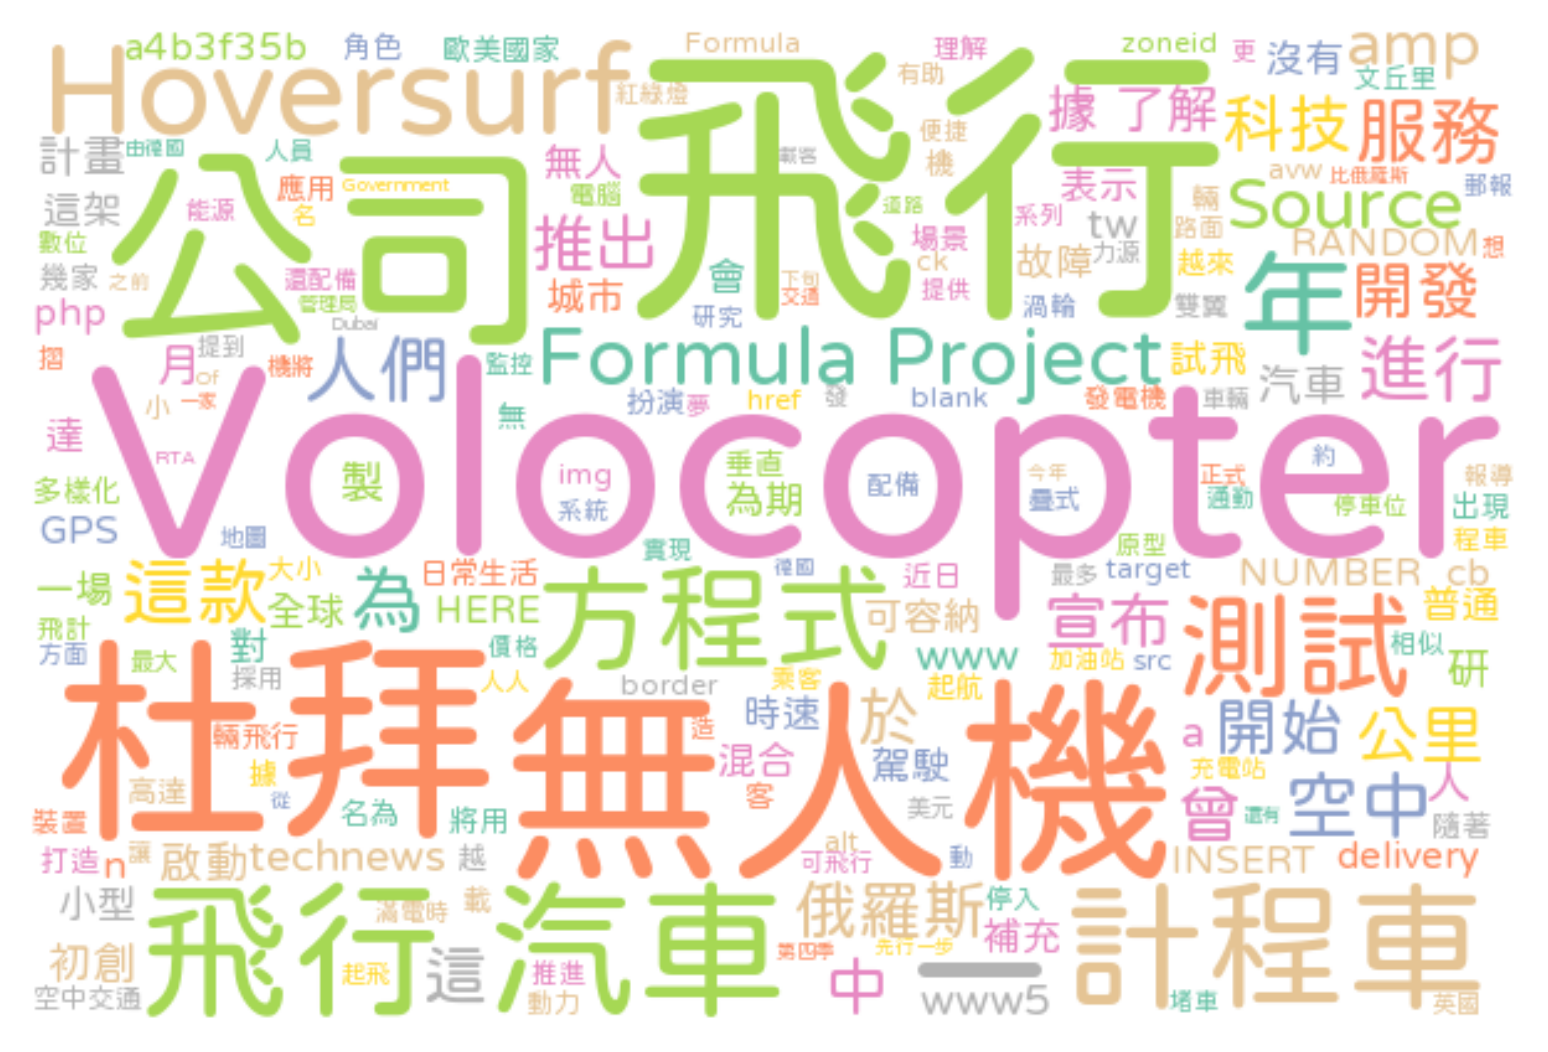 a4b3f35b 角色 歐美國家 Formula 理解 zoneid 更 沒有 amp
Hoversurf 紅綠燈 飛行 有助 文丘里
據 了解 科技 服務
計畫 由德國 人員 無人 載客 便捷 機 avw 比俄羅斯 郵報
公司 應用 Government 電腦 表示 輛 Source
這架 能源 名 推出 道路 系列 tw 路面
數位 場景 力源 RANDOM 想
幾家 之前 還配備 城市 會 下旬 ck 故障 越來 年 開發
php 管理局 交通 提供 渦輪 雙翼
Dubai 研究
摺 月 提到 機將 人們 監控 Formula Project 試飛 汽車 進行
小 Of 一家 無 扮演 夢 href 發 blank 發電機 車輛
達 Volocopter
RTA 製 img 垂直 配備 今年 約 正式 報導
多樣化 系統 為期 疊式 通勤 停車位 出現
GPS 地圖 實現 原型 程車
一場 這款 大小 日常生活 德國 近日 最多 target NUMBER cb
全球 為 HERE 方程式 可容納 宣布 測試 普通
飛計 對 價格 www 相似
方面 最大 採用 人人 border 乘客 起航 加油站 src 研
杜拜 無人機 時速 於 a 開始 公里
輛飛行 造 混合 駕駛 充電站
據 高達 從 客 美元 曾 空中 人
裝置 名為 將用 還有 隨著
打造 n 讓 啟動 technews 越 alt 可飛行 動 INSERT delivery
小型 飛行汽車 滿電時 載 俄羅斯 停入 計程車
初創 這 第四季 先行一步 補充
起飛 推進 中 一
空中交通 動力 www5 堵車 英國